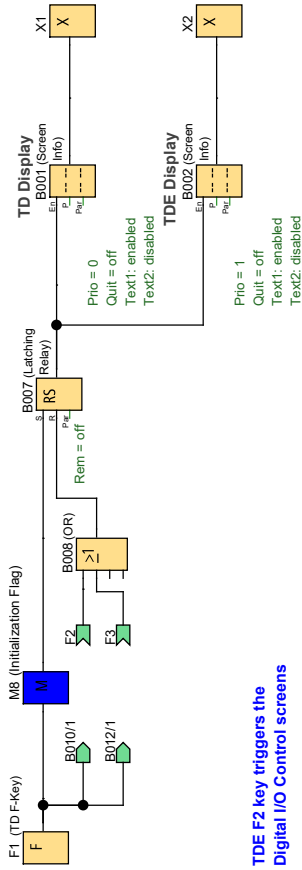 F1 (TD F-Key)
F
B010/1
B012/1
M8 (Initialization Flag)
M
F2
F3
B008 (OR)
≥1
B007 (Latching
Relay)
S
R
Par
RS
Rem = off
TD Display
B001 (Screen
Info)
En
P
Par
Prio = 0
Quit = off
Text1: enabled
Text2: disabled
X1
X
TDE Display
B002 (Screen
Info)
En
P
Par
Prio = 1
Quit = off
Text1: enabled
Text2: disabled
X2
X
TDE F2 key triggers the
Digital I/O Control screens